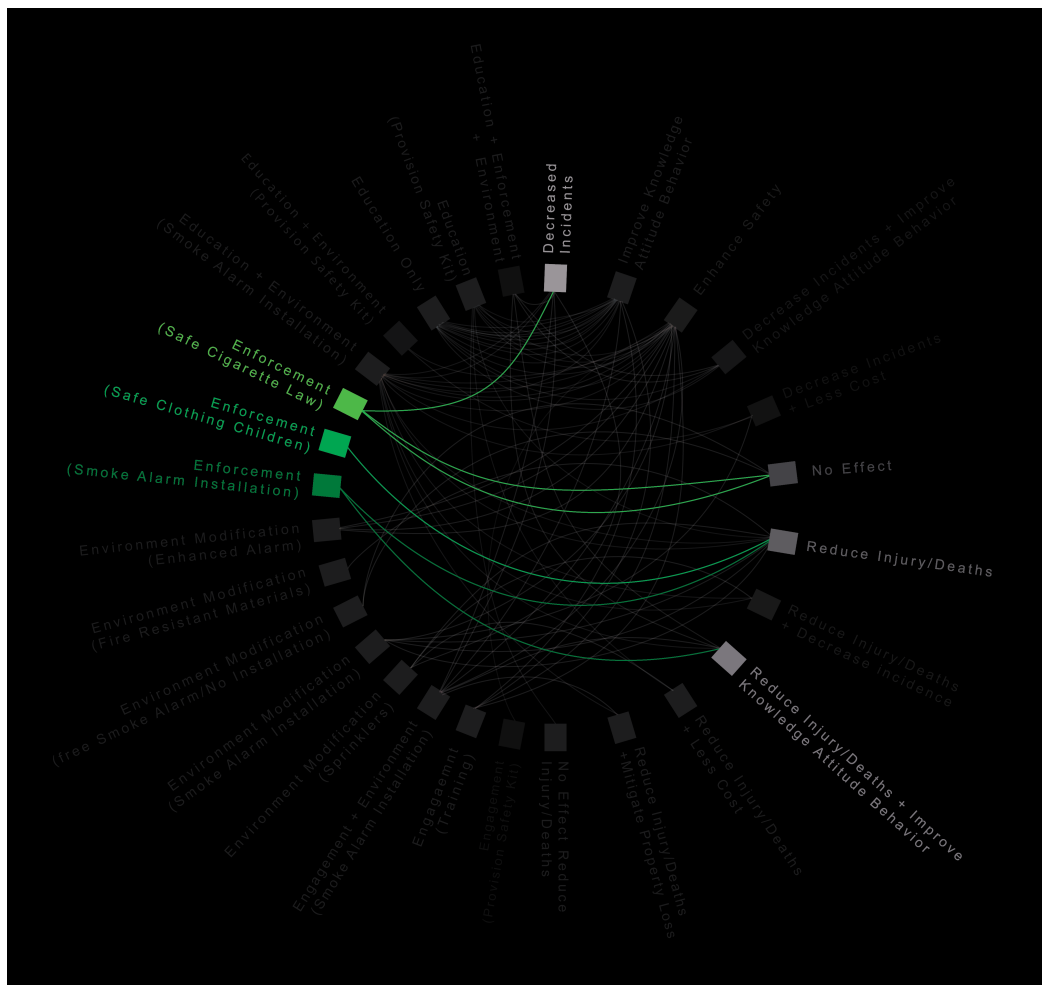 Education + Enforcement
+ Environment
Decreased
Incidents
Improve Knowledge
Attitude Behavior
Enhance Safety
Decrease Incidents + Improve
Knowledge Attitude Behavior
Decrease Incidents
+ Less Cost
No Effect
Reduce Injury/Deaths
Reduce Injury/Deaths
+ Decrease Incidence
Reduce Injury/Deaths + Improve
Knowledge Attitude Behavior
Reduce Injury/Deaths
+ Less Cost
Reduce Injury/Deaths
+Mitigate Property Loss
No Effect Reduce
Injury/Deaths
Engagement
(Provision Safety Kit)
Engagaemnt
(Training)
Engagement + Environment
(Smoke Alarm Installation)
Environment Modification
(Sprinklers)
Environment Modification
(Smoke Alarm Installation)
Environment Modification
(free Smoke Alarm/No Installation)
Environment Modification
(Fire Resistant Materials)
Environment Modification
(Enhanced Alarm)
Enforcement
(Smoke Alarm Installation)
Enforcement
(Safe Clothing Children)
Enforcement
(Safe Cigarette Law)
Education + Environment
(Smoke Alarm Installation)
Education + Environment
(Provision Safety Kit)
Education Only
Education
(Provision Safety Kit)